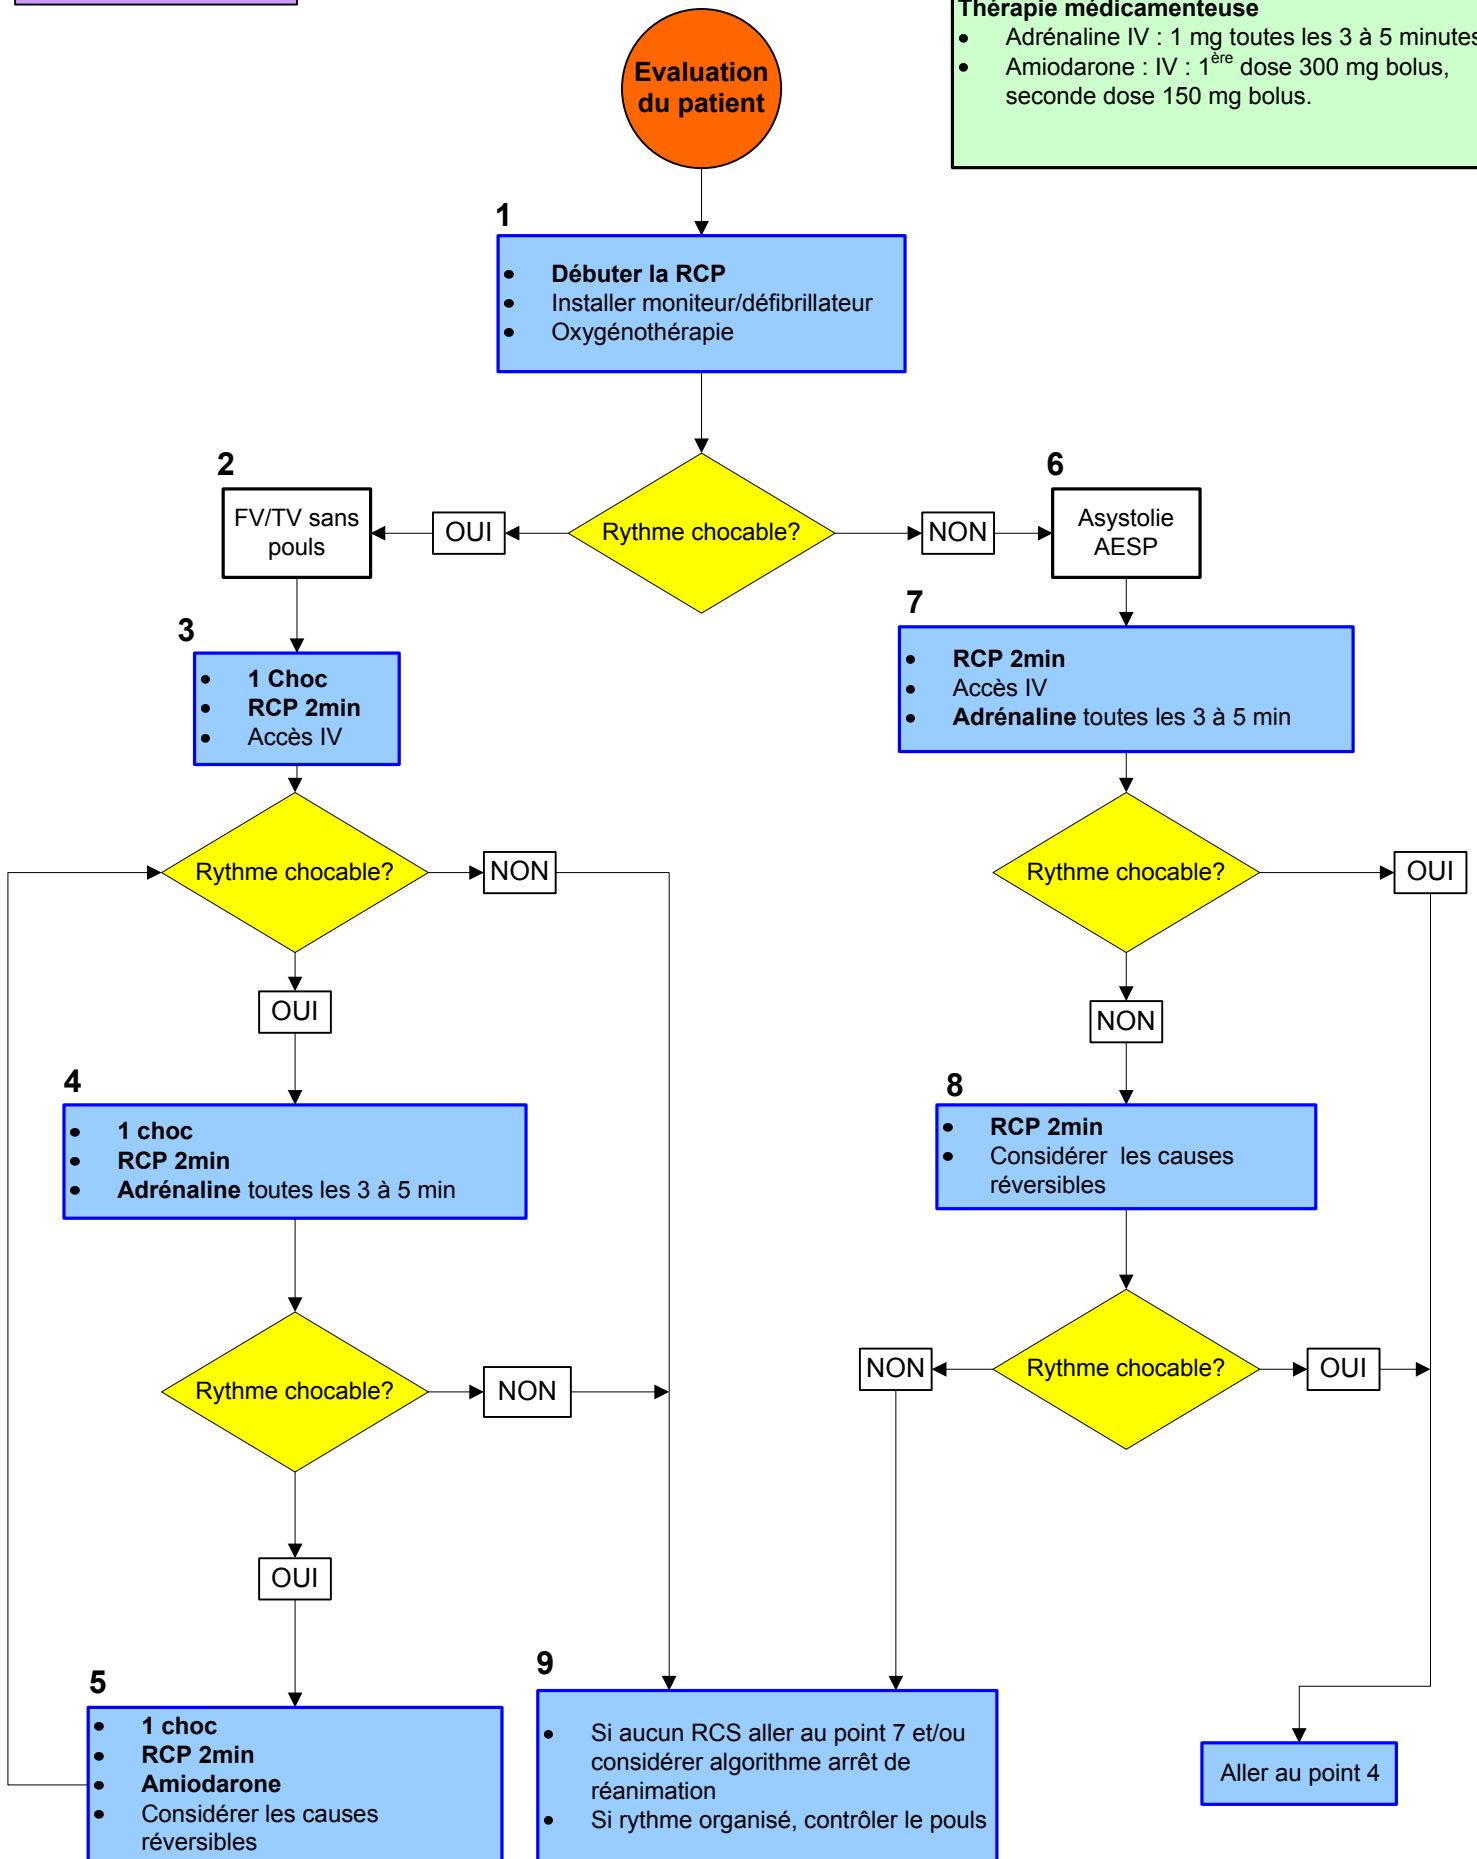 Thérapie médicamenteuse
• Adrénaline IV : 1 mg toutes les 3 à 5 minutes
• Amiodarone : IV : 1ère dose 300 mg bolus,
seconde dose 150 mg bolus.
Evaluation
du patient
1
• Débuter la RCP
• Installer moniteur/défibrillateur
• Oxygénothérapie
Rythme chocable?
OUI
NON
2
FV/TV sans
pouls
6
Asystolie
AESP
3
• 1 Choc
• RCP 2min
• Accès IV
7
• RCP 2min
• Accès IV
• Adrénaline toutes les 3 à 5 min
Rythme chocable?
NON
OUI
Rythme chocable?
OUI
NON
4
• 1 choc
• RCP 2min
• Adrénaline toutes les 3 à 5 min
8
• RCP 2min
• Considérer les causes
réversibles
Rythme chocable?
NON
OUI
NON
Rythme chocable?
OUI
5
• 1 choc
• RCP 2min
• Amiodarone
• Considérer les causes
réversibles
9
• Si aucun RCS aller au point 7 et/ou
considérer algorithme arrêt de
réanimation
• Si rythme organisé, contrôler le pouls
Aller au point 4